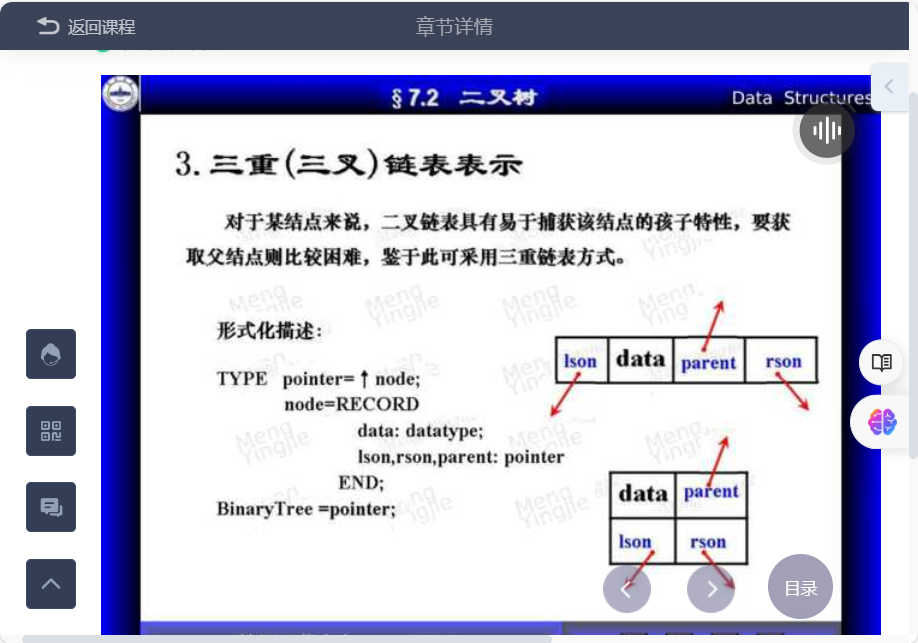 返回课程
章节详情
§7.2 二叉树
Data Structures
3.三重(三叉)链表表示
对于某结点来说，二叉链表具有易于捕获该结点的孩子特性，要获
取父结点则比较困难，鉴于此可采用三重链表方式。
形式化描述:
TYPE pointer=↑node;
node=RECORD
data: datatype;
lson,rson,parent: pointer
END;
BinaryTree =pointer;
lson data parent rson
data parent
lson rson
目录
Meng Yingjie